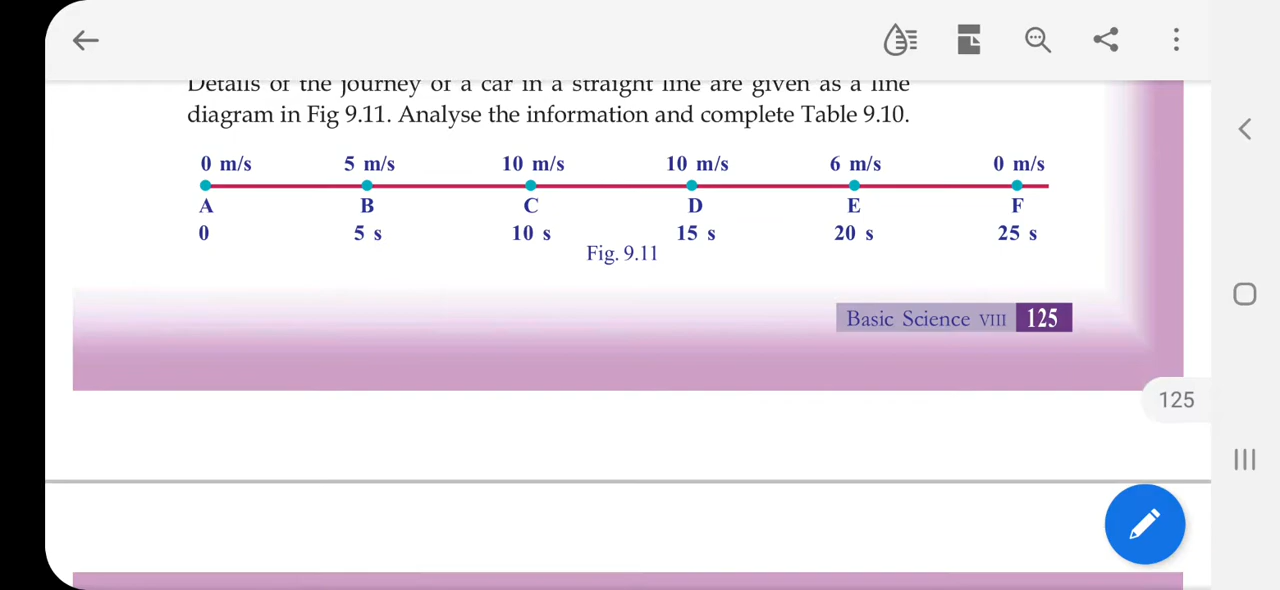 Details of the journey of a car in a straight line are given as a line
diagram in Fig 9.11. Analyse the information and complete Table 9.10.
0 m/s 5 m/s 10 m/s 10 m/s 6 m/s 0 m/s
A B C D E F
0 5 s 10 s 15 s 20 s 25 s
Fig. 9.11
Basic Science VIII 125
125